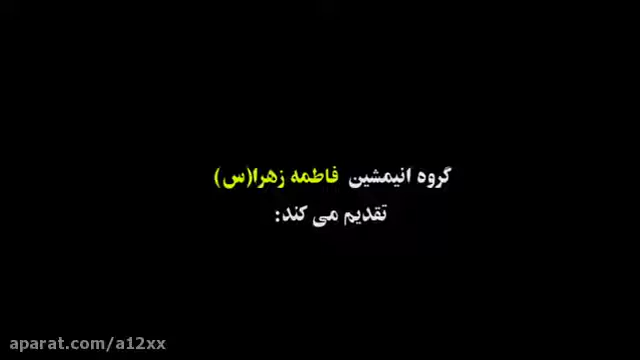 گروه انیمشین فاطمه زهرا(س)
تقدیم می کند:
aparat.com/a12xx